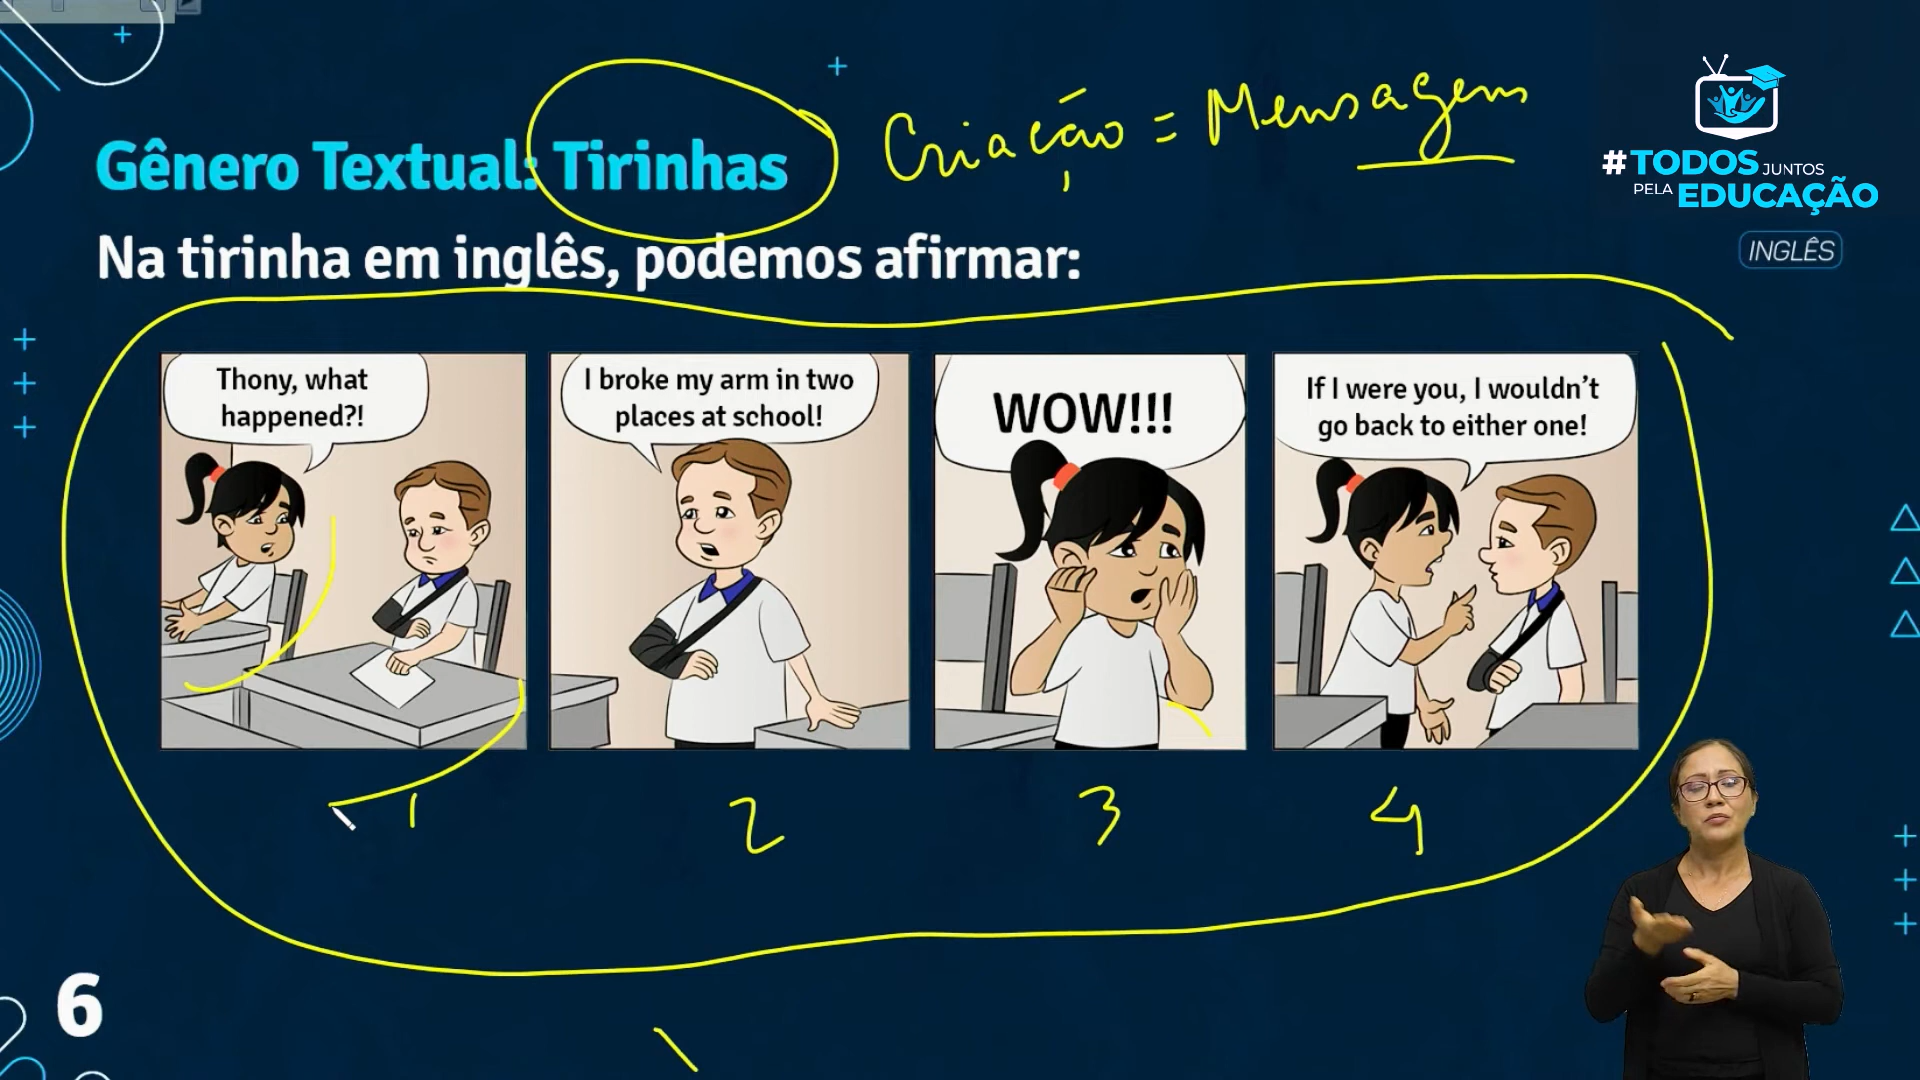 Criação = Mensagem
Gênero Textual: Tirinhas
#TODOS JUNTOS
PELA EDUCAÇÃO
INGLÊS
Na tirinha em inglês, podemos afirmar:
Thony, what
happened?!
I broke my arm in two
places at school!
WOW!!!
If I were you, I wouldn't
go back to either one!
1 2 3 4
6